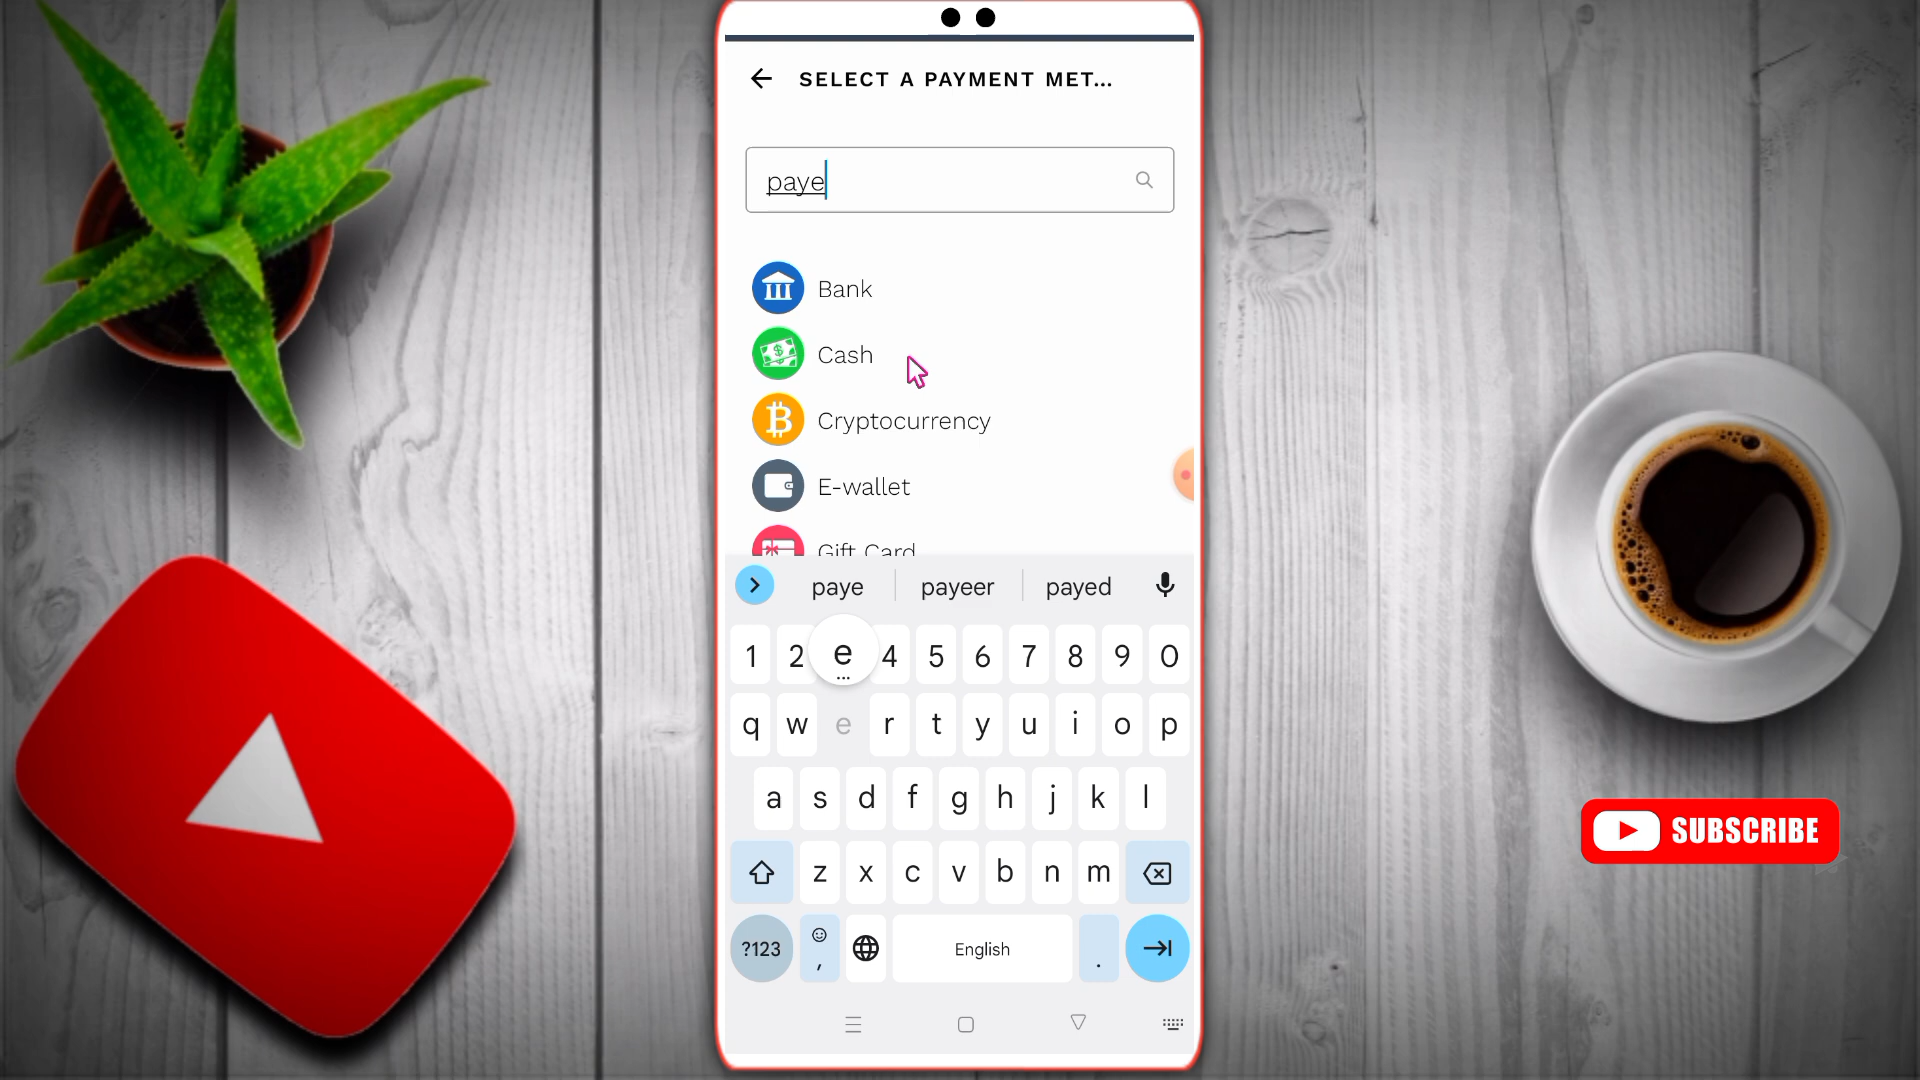 SELECT A PAYMENT MET...
paye
Bank
Cash
Cryptocurrency
E-wallet
Gift Card
paye payeer payed
1 2 e 4 5 6 7 8 9 0
q w e r t y u i o p
a s d f g h j k l
z x c v b n m
?123 , English .
SUBSCRIBE